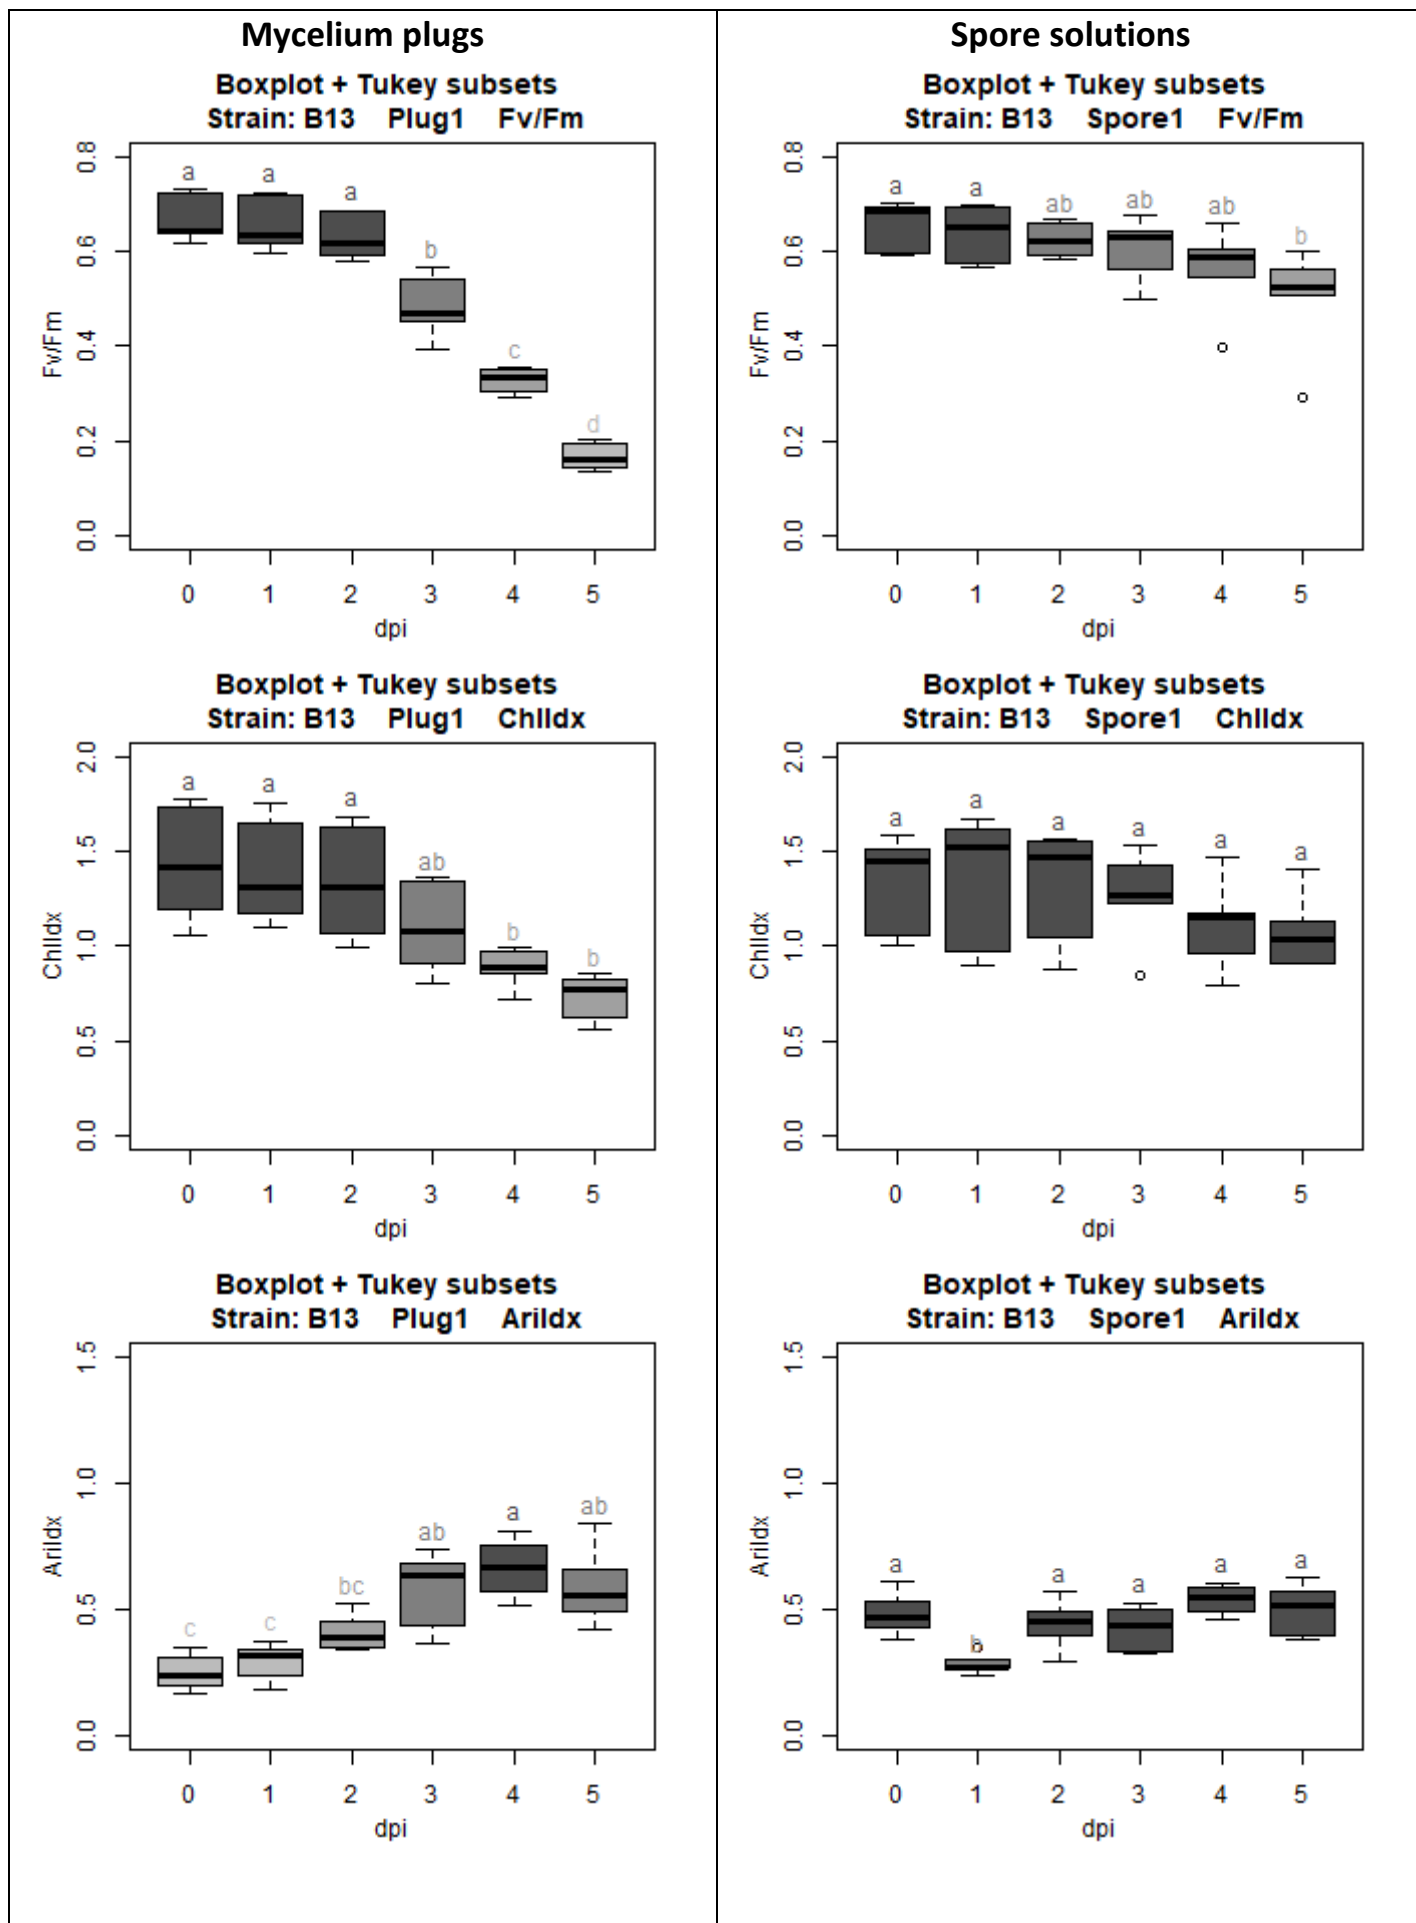 Mycelium plugs
Spore solutions
Boxplot + Tukey subsets
Strain: B13 Plug1 Fv/Fm
Fv/Fm
0.0 0.2 0.4 0.6 0.8
a a a b c d
0 1 2 3 4 5
dpi
Boxplot + Tukey subsets
Strain: B13 Spore1 Fv/Fm
Fv/Fm
0.0 0.2 0.4 0.6 0.8
a a ab ab ab b
0 1 2 3 4 5
dpi
Boxplot + Tukey subsets
Strain: B13 Plug1 ChlIdx
ChlIdx
0.0 0.5 1.0 1.5 2.0
a a a ab b b
0 1 2 3 4 5
dpi
Boxplot + Tukey subsets
Strain: B13 Spore1 ChlIdx
ChlIdx
0.0 0.5 1.0 1.5 2.0
a a a a a a
0 1 2 3 4 5
dpi
Boxplot + Tukey subsets
Strain: B13 Plug1 AriIdx
AriIdx
0.0 0.5 1.0 1.5
c c bc ab a ab
0 1 2 3 4 5
dpi
Boxplot + Tukey subsets
Strain: B13 Spore1 AriIdx
AriIdx
0.0 0.5 1.0 1.5
a b a a a a
0 1 2 3 4 5
dpi